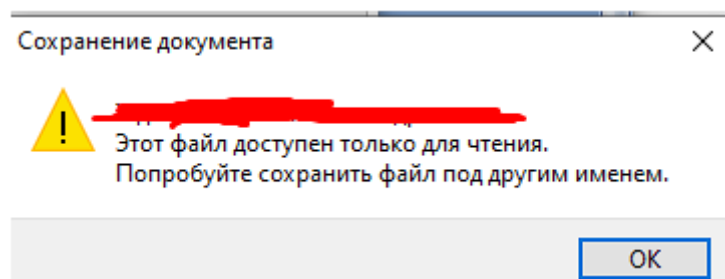 Сохранение документа
Этот файл доступен только для чтения.
Попробуйте сохранить файл под другим именем.
OK